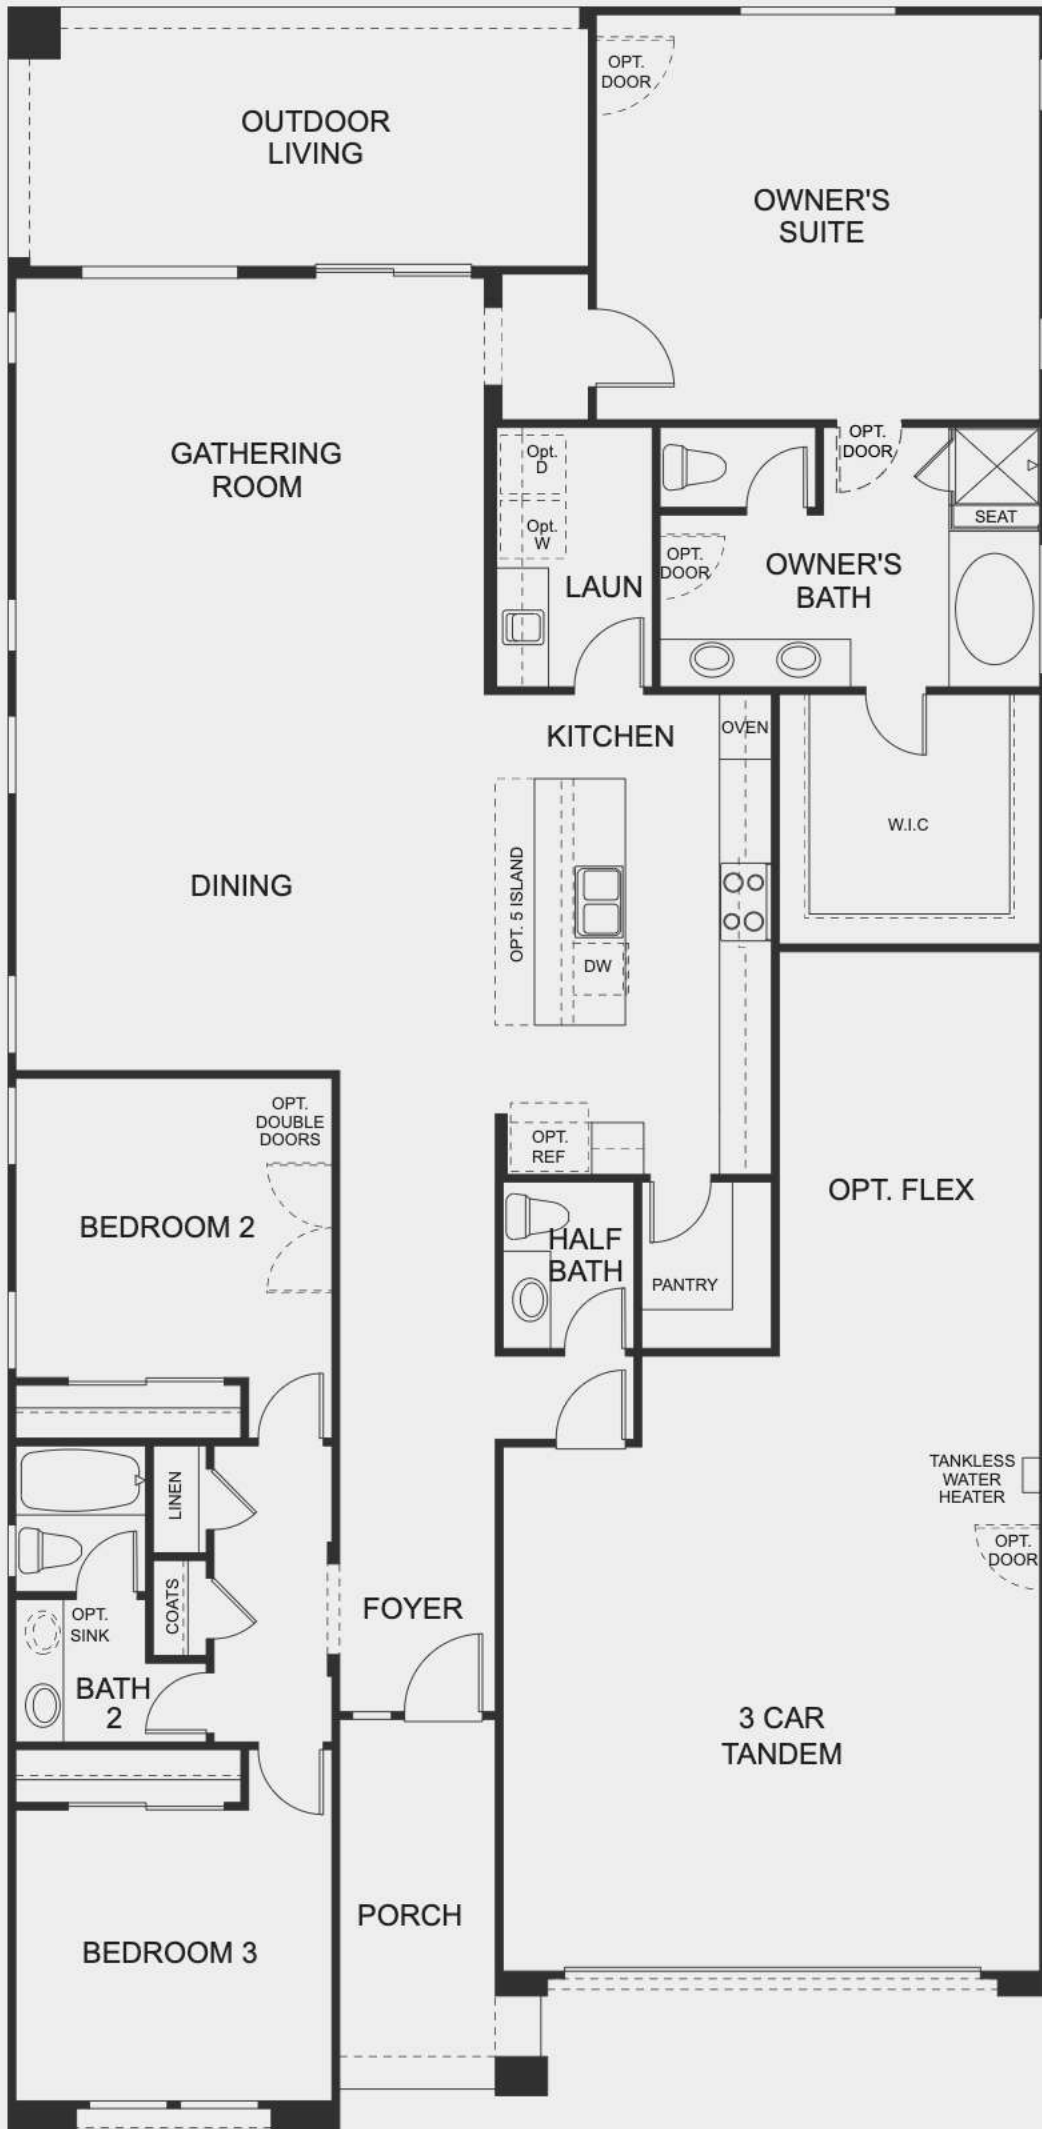 OUTDOOR
LIVING
OPT.
DOOR
OWNER'S
SUITE
GATHERING
ROOM
Opt.
D
Opt.
W
LAUN
OPT.
DOOR
OPT.
DOOR
SEAT
OWNER'S
BATH
KITCHEN
OVEN
W.I.C
DINING
OPT. 5 ISLAND
DW
OPT.
DOUBLE
DOORS
OPT.
REF
OPT. FLEX
BEDROOM 2
HALF
BATH
PANTRY
TANKLESS
WATER
HEATER
OPT.
DOOR
LINEN
COATS
OPT.
SINK
BATH
2
FOYER
3 CAR
TANDEM
PORCH
BEDROOM 3